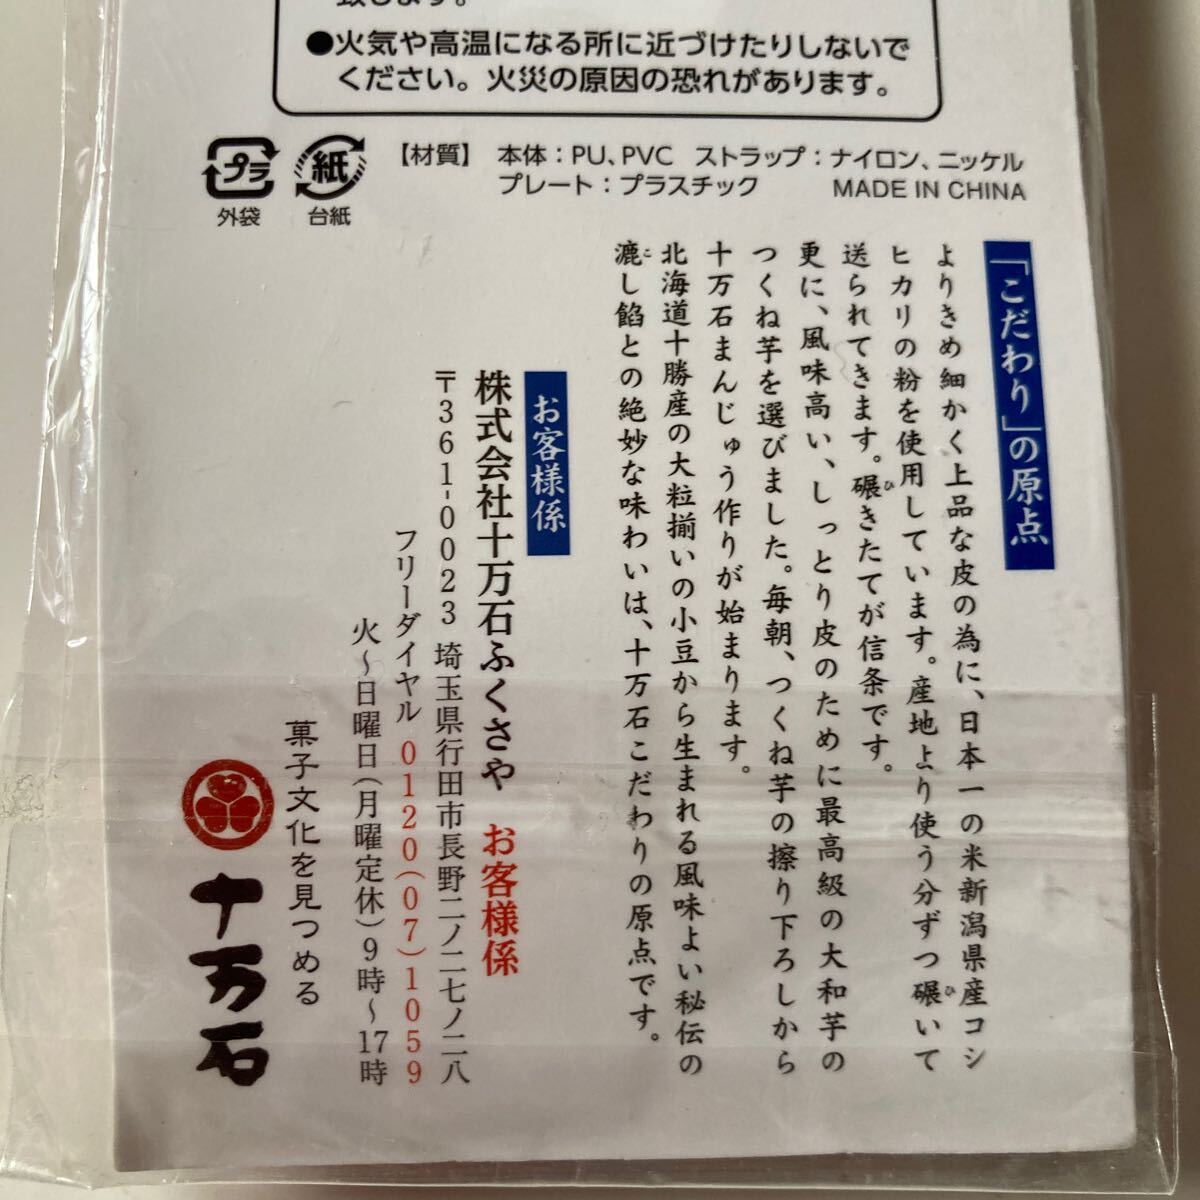 致します。
●火気や高温になる所に近づけたりしないで
ください。火災の原因の恐れがあります。
プラ
外袋
紙
台紙
【材質】 本体：PU、PVC ストラップ：ナイロン、ニッケル
プレート：プラスチック MADE IN CHINA
「こだわり」の原点
よりきめ細かく上品な皮の為に、日本一の米新潟県産コシ
ヒカリの粉を使用しています。産地より使う分ずつ碾いて
ひ
送られてきます。碾きたてが信条です。
ひ
更に、風味高い、しっとり皮のために最高級の大和芋の
つくね芋を選びました。毎朝、つくね芋の擦り下ろしから
十万石まんじゅう作りが始まります。
北海道十勝産の大粒揃いの小豆から生まれる風味よい秘伝の
漉し餡との絶妙な味わいは、十万石こだわりの原点です。
こ
お客様係
株式会社十万石ふくさや お客様係
〒361-0023 埼玉県行田市長野二ノ二七ノ二八
フリーダイヤル 0120(07)1059
火～日曜日(月曜定休)9時～17時
菓子文化を見つめる
十万石